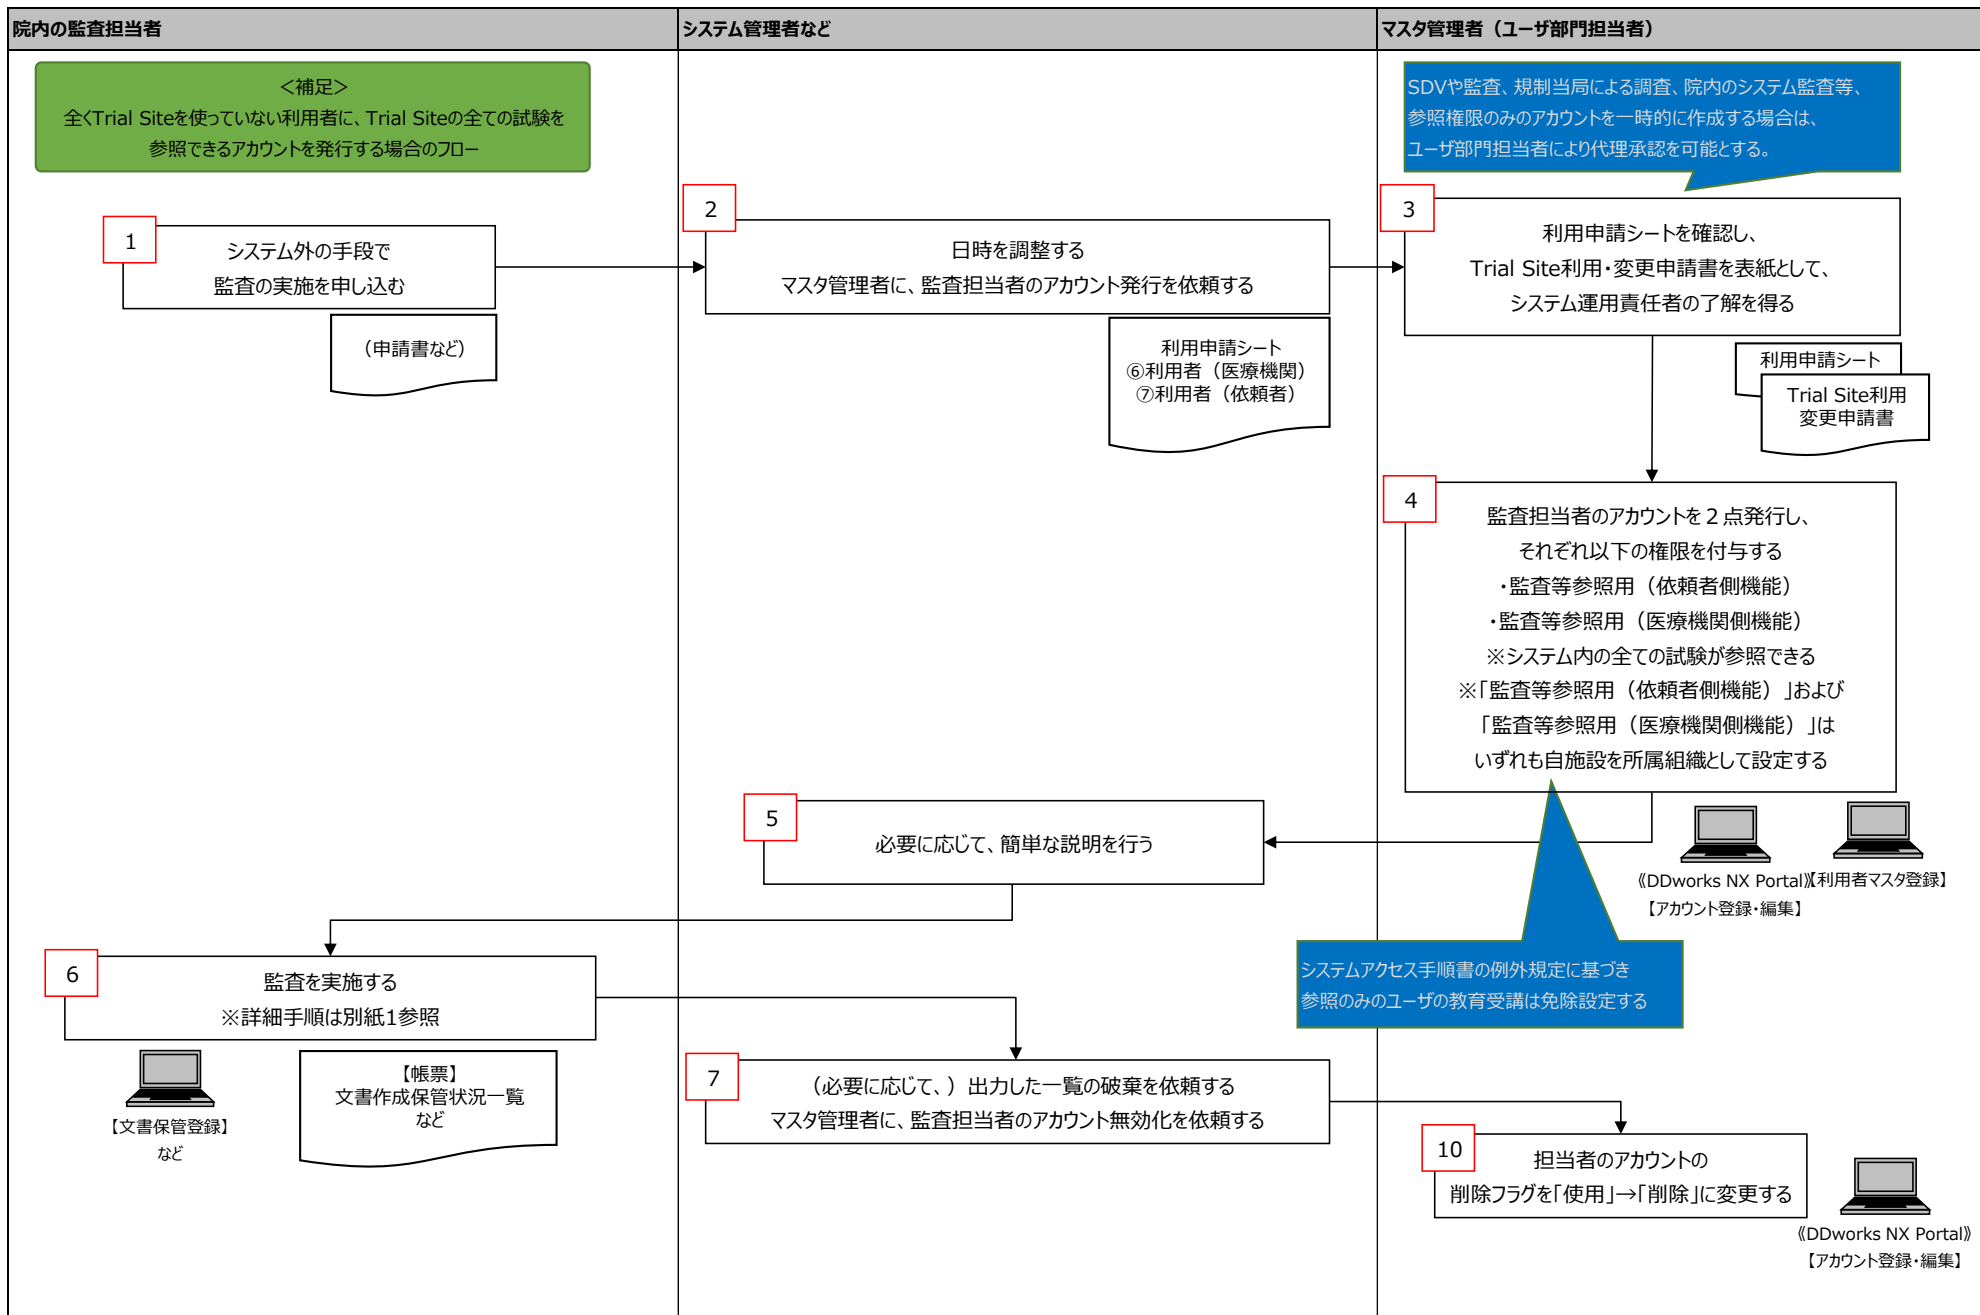 院内の監査担当者
システム管理者など
マスタ管理者（ユーザ部門担当者）
＜補足＞
全くTrial Siteを使っていない利用者に、Trial Siteの全ての試験を
参照できるアカウントを発行する場合のフロー
SDVや監査、規制当局による調査、院内のシステム監査等、
参照権限のみのアカウントを一時的に作成する場合は、
ユーザ部門担当者により代理承認を可能とする。
1
システム外の手段で
監査の実施を申し込む
（申請書など）
2
日時を調整する
マスタ管理者に、監査担当者のアカウント発行を依頼する
利用申請シート
⑥利用者（医療機関）
⑦利用者（依頼者）
3
利用申請シートを確認し、
Trial Site利用・変更申請書を表紙として、
システム運用責任者の了解を得る
利用申請シート
Trial Site利用
変更申請書
4
監査担当者のアカウントを２点発行し、
それぞれ以下の権限を付与する
・監査等参照用（依頼者側機能）
・監査等参照用（医療機関側機能）
※システム内の全ての試験が参照できる
※「監査等参照用（依頼者側機能）」および
「監査等参照用（医療機関側機能）」は
いずれも自施設を所属組織として設定する
5
必要に応じて、簡単な説明を行う
《DDworks NX Portal》
【アカウント登録・編集】
【利用者マスタ登録】
システムアクセス手順書の例外規定に基づき
参照のみのユーザの教育受講は免除設定する
6
監査を実施する
※詳細手順は別紙1参照
【文書保管登録】
など
【帳票】
文書作成保管状況一覧
など
7
（必要に応じて、）出力した一覧の破棄を依頼する
マスタ管理者に、監査担当者のアカウント無効化を依頼する
10
担当者のアカウントの
削除フラグを「使用」→「削除」に変更する
《DDworks NX Portal》
【アカウント登録・編集】